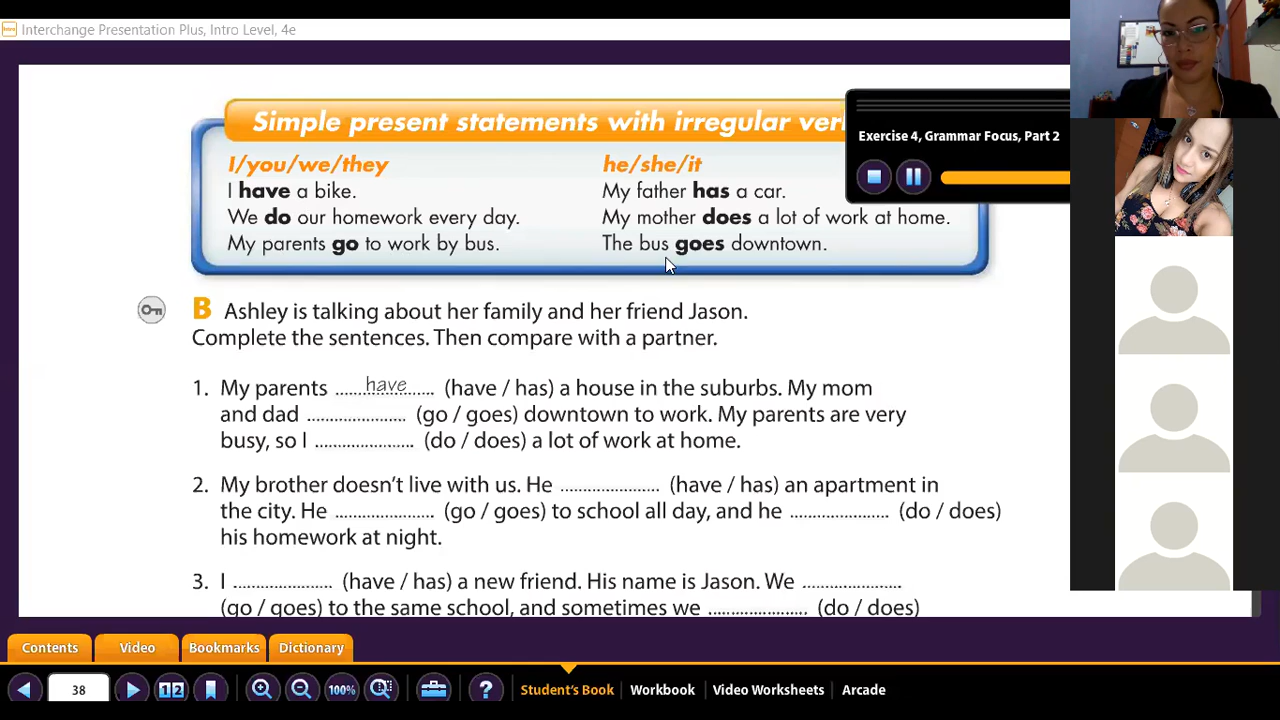 Interchange Presentation Plus, Intro Level, 4e
Simple present statements with irregular ver
Exercise 4, Grammar Focus, Part 2
I/you/we/they
he/she/it
I have a bike.
My father has a car.
We do our homework every day.
My mother does a lot of work at home.
My parents go to work by bus.
The bus goes downtown.
B Ashley is talking about her family and her friend Jason.
Complete the sentences. Then compare with a partner.
1. My parents have (have / has) a house in the suburbs. My mom
and dad .................... (go / goes) downtown to work. My parents are very
busy, so I .................... (do / does) a lot of work at home.
2. My brother doesn't live with us. He .................... (have / has) an apartment in
the city. He .................... (go / goes) to school all day, and he .................... (do / does)
his homework at night.
3. I .................... (have / has) a new friend. His name is Jason. We ....................
(go / goes) to the same school, and sometimes we .................... (do / does)
Contents Video Bookmarks Dictionary
38 1 2 100% ? Student's Book Workbook Video Worksheets Arcade